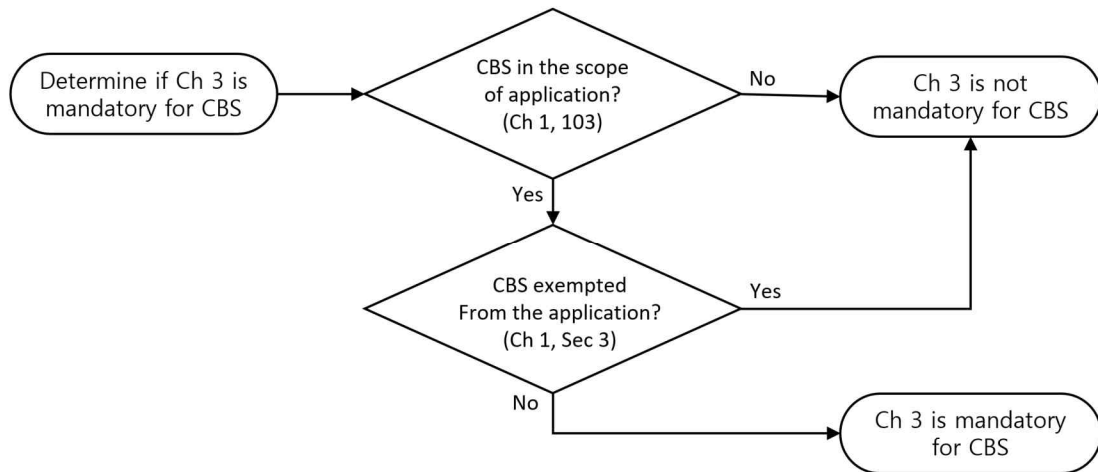 Determine if Ch 3 is
mandatory for CBS
CBS in the scope
of application?
(Ch 1, 103)
No
Ch 3 is not
mandatory for CBS
Yes
CBS exempted
From the application?
(Ch 1, Sec 3)
Yes
No
Ch 3 is mandatory
for CBS